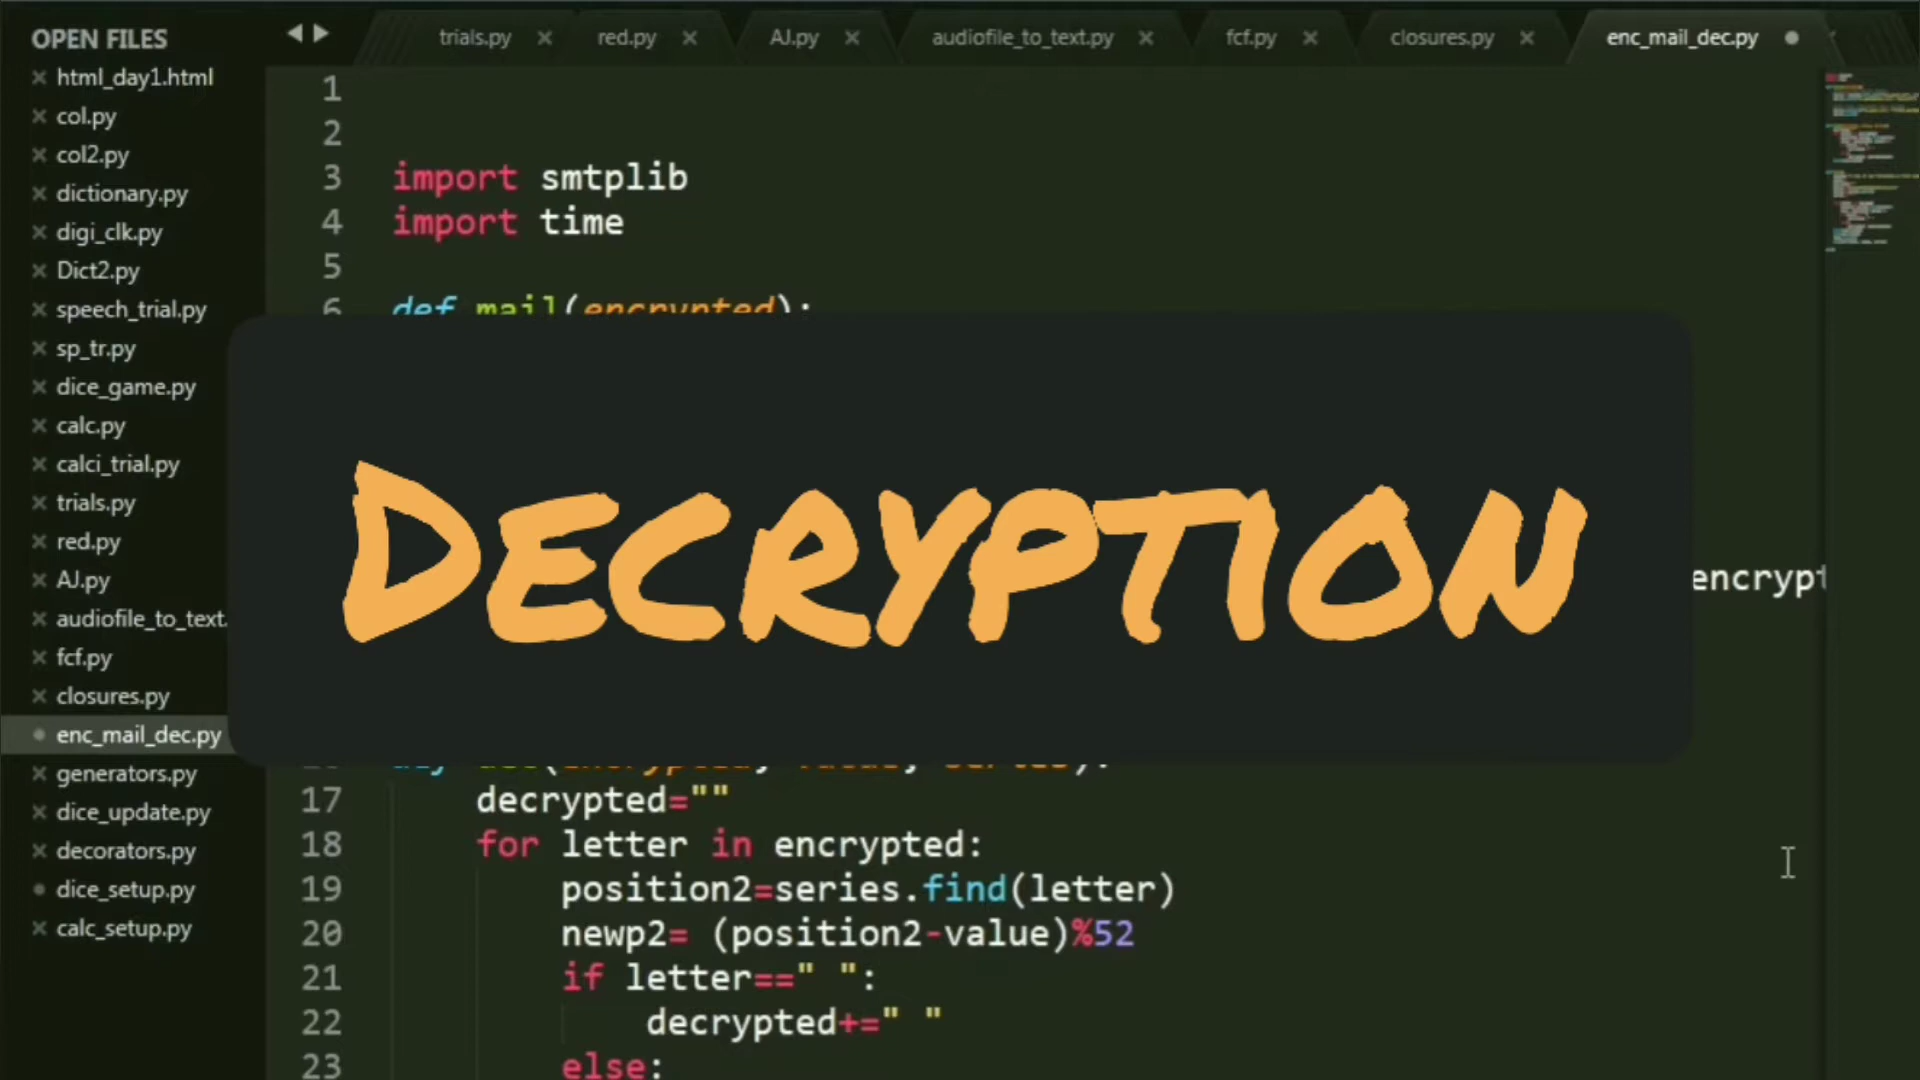 OPEN FILES
html_day1.html
col.py
col2.py
dictionary.py
digi_clk.py
Dict2.py
speech_trial.py
sp_tr.py
dice_game.py
calc.py
calci_trial.py
trials.py
red.py
AJ.py
audiofile_to_text.
fcf.py
closures.py
enc_mail_dec.py
generators.py
dice_update.py
decorators.py
dice_setup.py
calc_setup.py
trials.py red.py AJ.py audiofile_to_text.py fcf.py closures.py enc_mail_dec.py
1
2
3 import smtplib
4 import time
5
6 def mail(encrypted):
DECRYPTION
encrypt
17 decrypted=""
18 for letter in encrypted:
19 position2=series.find(letter)
20 newp2= (position2-value)%52
21 if letter==" ":
22 decrypted+=" "
23 else: